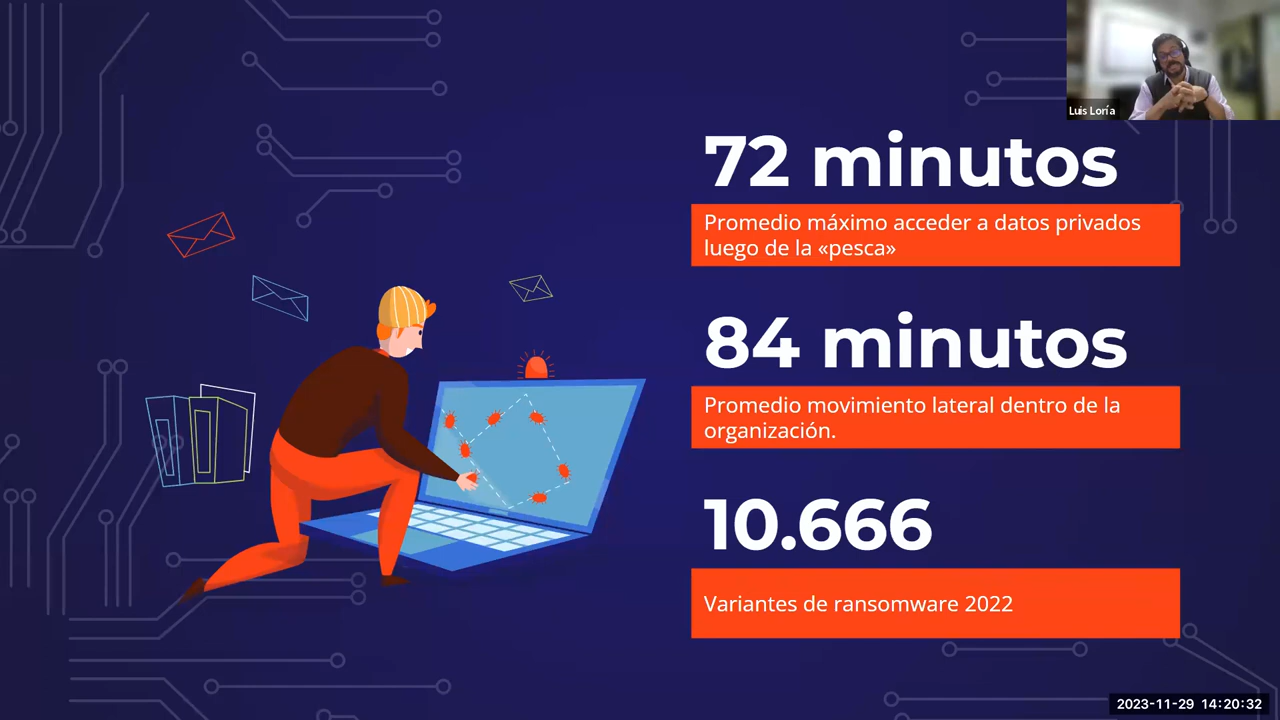 Luis Loría
72 minutos
Promedio máximo acceder a datos privados
luego de la «pesca»
84 minutos
Promedio movimiento lateral dentro de la
organización.
10.666
Variantes de ransomware 2022
2023-11-29 14:20:32